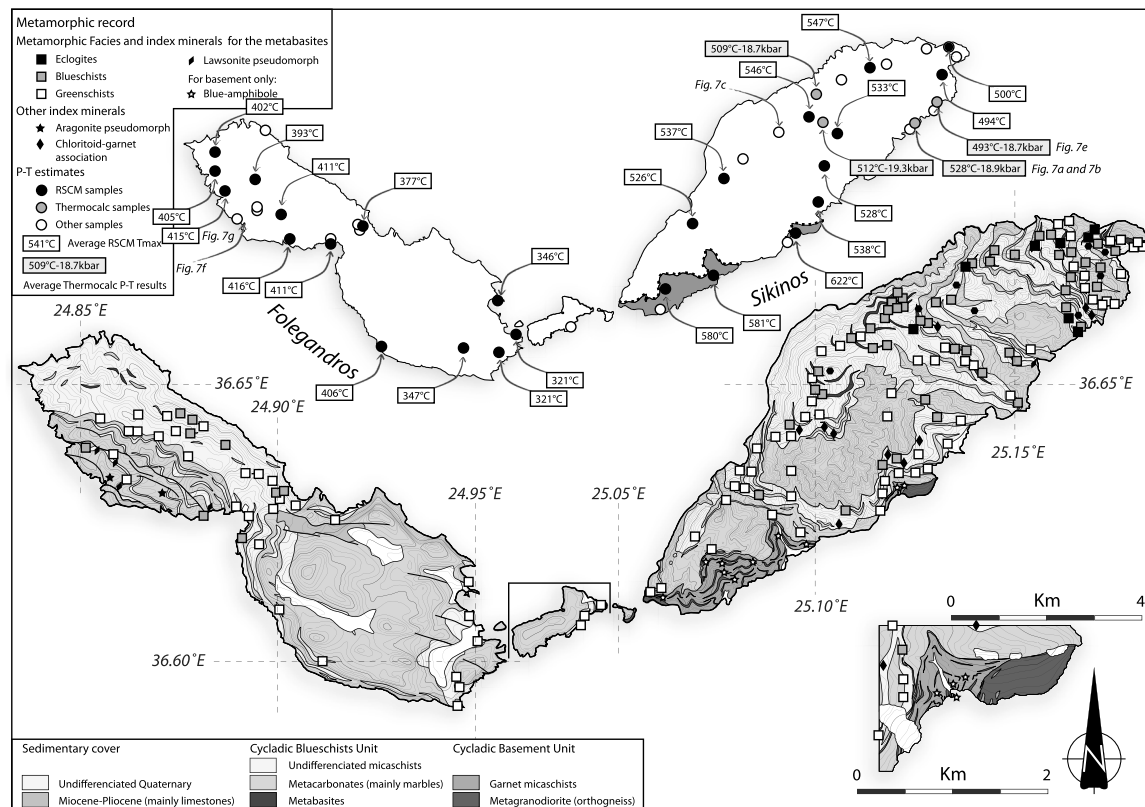 Metamorphic record
Metamorphic Facies and index minerals for the metabasites
Eclogites
Blueschists
Greenschists
Lawsonite pseudomorph
For basement only:
Blue-amphibole
Other index minerals
Aragonite pseudomorph
Chloritoid-garnet
association
P-T estimates
RSCM samples
Thermocalc samples
Other samples
541°C Average RSCM Tmax
509°C-18.7kbar
Average Thermocalc P-T results
402°C
393°C
411°C
377°C
405°C
415°C
Fig. 7g
Fig. 7f
416°C
411°C
346°C
406°C
347°C
321°C
321°C
Folegandros
547°C
509°C-18.7kbar
546°C
Fig. 7c
533°C
500°C
494°C
537°C
493°C-18.7kbar
Fig. 7e
512°C-19.3kbar
528°C-18.9kbar
Fig. 7a and 7b
526°C
528°C
538°C
622°C
581°C
580°C
Sikinos
24.85˚E
36.65˚E
24.90˚E
24.95˚E
25.05˚E
36.65˚E
25.15˚E
25.10˚E
36.60˚E
0 Km 4
0 Km 2
N
Sedimentary cover
Undifferenciated Quaternary
Miocene-Pliocene (mainly limestones)
Cycladic Blueschists Unit
Undifferenciated micaschists
Metacarbonates (mainly marbles)
Metabasites
Cycladic Basement Unit
Garnet micaschists
Metagranodiorite (orthogneiss)